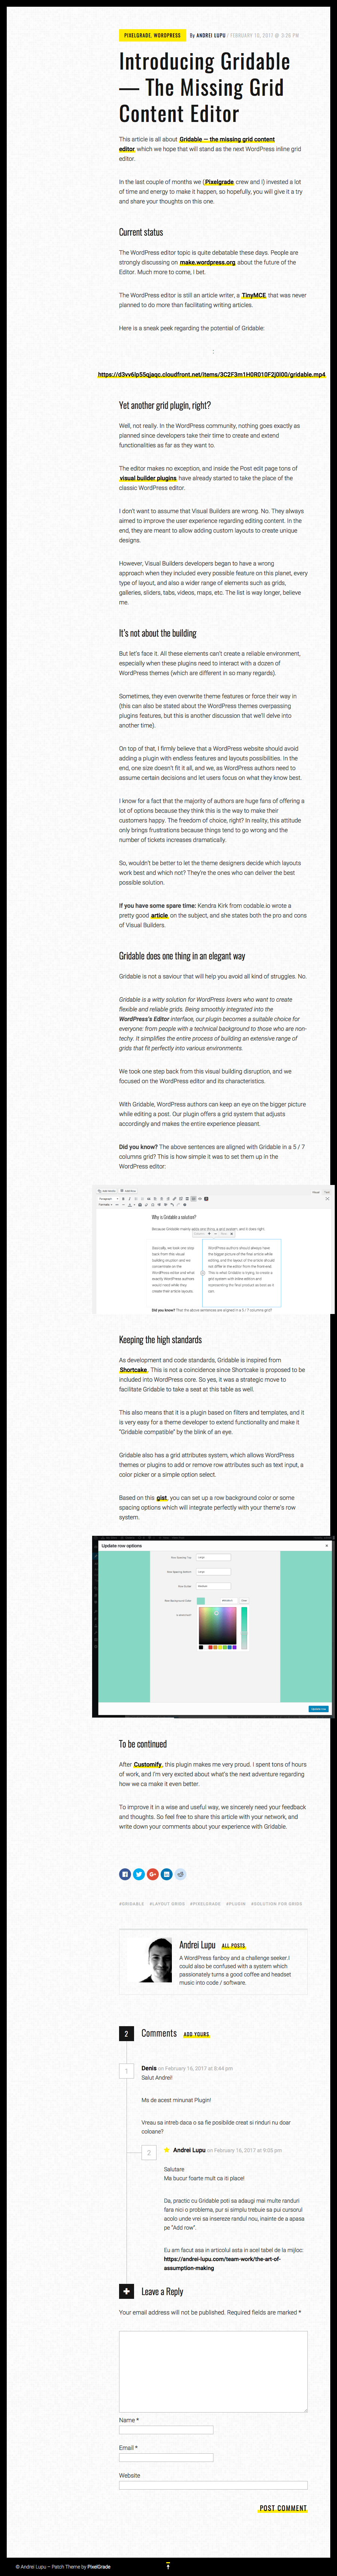 PIXELGRADE, WORDPRESS By ANDREI LUPU / FEBRUARY 15, 2017 @ 3:26 PM
Introducing Gridable
— The Missing Grid
Content Editor
This article is all about Gridable — the missing grid content
editor which we hope that will stand as the next WordPress inline grid
editor.
In the last couple of months we (Pixelgrade crew and I) invested a lot
of time and energy to make it happen, so hopefully, you will give it a try
and share your thoughts on this one.
Current status
The WordPress editor topic is quite debatable these days. People are
strongly discussing on make.wordpress.org about the future of the
Editor. Much more to come, I bet.
The WordPress editor is still an article writer, a TinyMCE that was never
planned to do more than facilitating writing articles.
Here is a sneak peek regarding the potential of Gridable:
Yet another grid plugin, right?
Well, not really. In the WordPress community, nothing goes exactly as
planned since developers take their time to create and extend
functionalities as far as they want to.
The editor makes no exception, and inside the Post edit page tons of
visual builder plugins have already started to take the place of the
classic WordPress editor.
I don't want to assume that Visual Builders are wrong. No. They always
aimed to improve the user experience regarding editing content. In the
end, they are meant to allow adding custom layouts to create unique
designs.
However, Visual Builders developers began to have a wrong
approach when they included every possible feature on this planet, every
type of layout, and also a wider range of elements such as grids,
galleries, sliders, tabs, videos, maps, etc. The list is way longer, believe
me.
It's not about the building
But let's face it. All these elements can't create a reliable environment,
especially when these plugins need to interact with a dozen of
WordPress themes (which are different in so many regards).
Sometimes, they even overwrite theme features or force their way in
(this can also be stated about the WordPress themes overpassing
plugins features, but this is another discussion that we'll delve into
another time).
On top of that, I firmly believe that a WordPress website should avoid
adding a plugin with endless features and layouts possibilities. In the
end, one size doesn't fit it all, and we, as WordPress authors need to
assume certain decisions and let users focus on what they know best.
I know for a fact that the majority of authors are huge fans of offering a
lot of options because they think this is the way to make their
customers happy. The freedom of choice, right? In reality, this attitude
only brings frustrations because things tend to go wrong and the
number of tickets increases dramatically.
So, wouldn't be better to let the theme designers decide which layouts
work best and which not? They're the ones who can deliver the best
possible solution.
If you have some spare time: Kendra Kirk from codable.io wrote a
pretty good article on the subject, and she states both the pro and cons
of Visual Builders.
Gridable does one thing in an elegant way
Gridable is not a saviour that will help you avoid all kind of struggles. No.
Gridable is a witty solution for WordPress lovers who want to create
flexible and reliable grids. Being smoothly integrated into the
WordPress's Editor interface, our plugin becomes a suitable choice for
everyone: from people with a technical background to those who are non-
techy. It simplifies the entire process of building an extensive range of
grids that fit perfectly into various environments.
We took one step back from this visual building disruption, and we
focused on the WordPress editor and its characteristics.
With Gridable, WordPress authors can keep an eye on the bigger picture
while editing a post. Our plugin offers a grid system that adjusts
accordingly and makes the entire experience pleasant.
Did you know? The above sentences are aligned with Gridable in a 5 / 7
columns grid? This is how simple it was to set them up in the
WordPress editor:
Why is Gridable a solution?
Did you know? That the above sentences are aligned in a 5 / 7 columns grid?
Keeping the high standards
As development and code standards, Gridable is inspired from
Shortcake. This is not a coincidence since Shortcake is proposed to be
included into WordPress core. So yes, it was a strategic move to
facilitate Gridable to take a seat at this table as well.
This also means that it is a plugin based on filters and templates, and it
is very easy for a theme developer to extend functionality and make it
"Gridable compatible" by the blink of an eye.
Gridable also has a grid attributes system, which allows WordPress
themes or plugins to add or remove row attributes such as text input, a
color picker or a simple option select.
Based on this gist, you can set up a row background color or some
spacing options which will integrate perfectly with your theme's row
system.
Update row options
To be continued
After Customify, this plugin makes me very proud. I spent tons of hours
of work, and I'm very excited about what's the next adventure regarding
how we can make it even better.
To improve it in a wise and useful way, we sincerely need your feedback
and thoughts. So feel free to share this article with your network, and
write down your comments about your experience with Gridable.
#GRIDABLE #LAYOUT GRIDS #PIXELGRADE #PLUGIN #SOLUTION FOR GRIDS
Andrei Lupu ALL POSTS
A WordPress fanboy and a challenge seeker.I
could also be confused with a system which
passionately turns a good coffee and headset
music into code / software.
2 Comments ADD YOURS
1 Denis on February 16, 2017 at 8:44 pm
Salut Andrei!
Ms de acest minunat Plugin!
Vreau sa intreb daca o sa fie posibilde creat si rinduri nu doar
coloane?
2 Andrei Lupu on February 16, 2017 at 9:05 pm
Salutare
Ma bucur foarte mult ca iti place!
Da, practic cu Gridable poti sa adaugi mai multe randuri
fara nici o problema, pur si simplu trebuie sa pui cursorul
acolo unde vrei sa insereze randul nou, inainte de a apasa
pe "Add row".
Eu am facut asa in articolul asta in acel tabel de la mijloc:
https://andrei-lupu.com/team-work/the-art-of-
assumption-making
Leave a Reply
Your email address will not be published. Required fields are marked *
Name *
Email *
Website
POST COMMENT
© Andrei Lupu – Patch Theme by PixelGrade